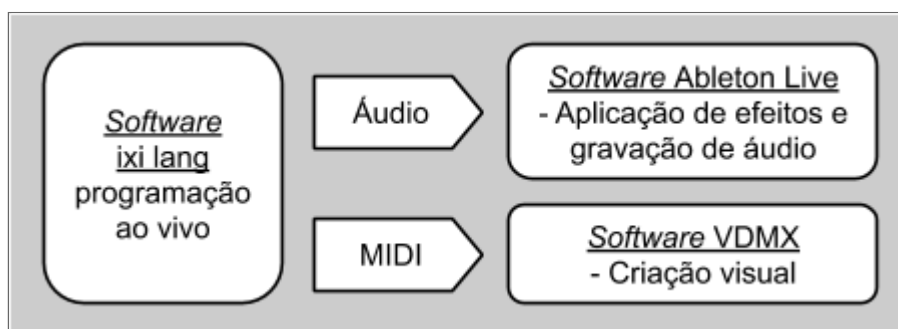 Software
ixi lang
programação
ao vivo
Áudio
Software Ableton Live
- Aplicação de efeitos e
gravação de áudio
MIDI
Software VDMX
- Criação visual